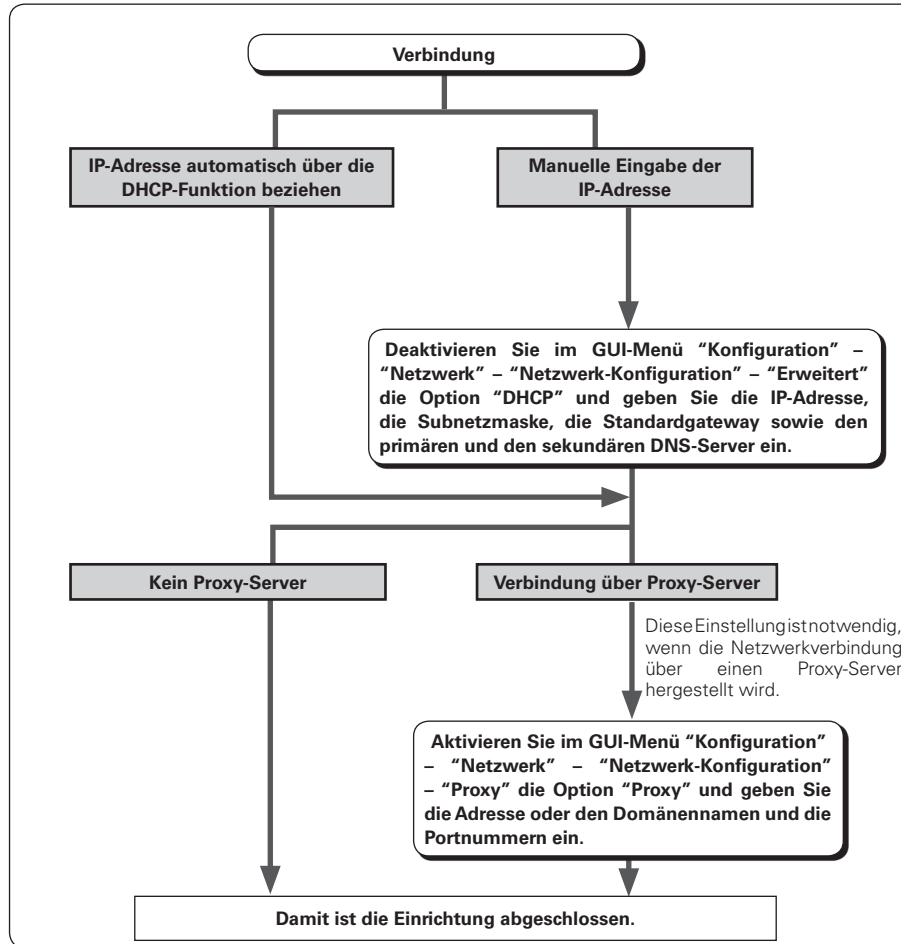 Verbindung
IP-Adresse automatisch über die
DHCP-Funktion beziehen
Manuelle Eingabe der
IP-Adresse
Deaktivieren Sie im GUI-Menü “Konfiguration” –
“Netzwerk” – “Netzwerk-Konfiguration” – “Erweitert”
die Option “DHCP” und geben Sie die IP-Adresse,
die Subnetzmaske, die Standardgateway sowie den
primären und den sekundären DNS-Server ein.
Kein Proxy-Server
Verbindung über Proxy-Server
Diese Einstellung ist notwendig,
wenn die Netzwerkverbindung
über einen Proxy-Server
hergestellt wird.
Aktivieren Sie im GUI-Menü “Konfiguration”
– “Netzwerk” – “Netzwerk-Konfiguration”
– “Proxy” die Option “Proxy” und geben Sie
die Adresse oder den Domänennamen und die
Portnummern ein.
Damit ist die Einrichtung abgeschlossen.